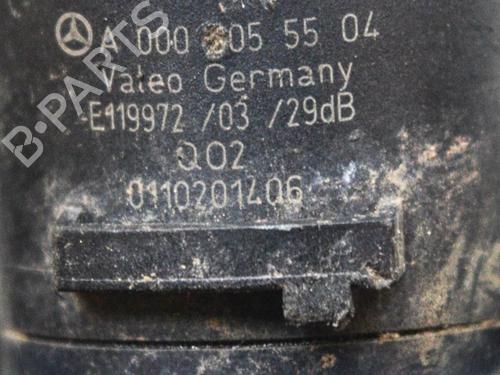 A 000 905 55 04
Valeo Germany
E119972 /03 /29dB
Q02
0110201406
B-PARTS